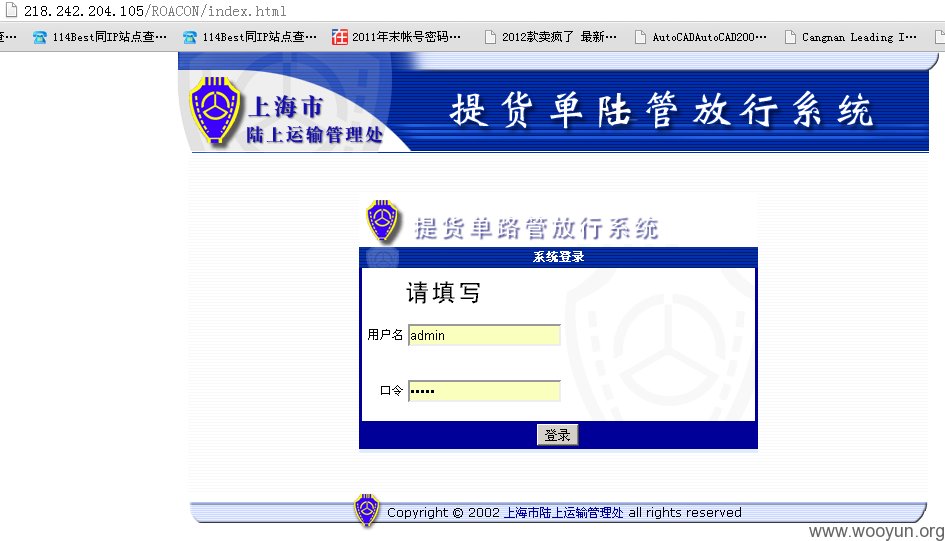 218.242.204.105/ROACON/index.html
查… 114Best同IP站点查… 114Best同IP站点查… 2011年末帐号密码… 2012款卖疯了 最新… AutoCADAutoCAD200… Cangnan Leading I…
上海市
陆上运输管理处
提货单陆管放行系统
提货单路管放行系统
系统登录
请填写
用户名 admin
口令 •••••
登录
Copyright © 2002 上海市陆上运输管理处 all rights reserved
www.wooyun.org